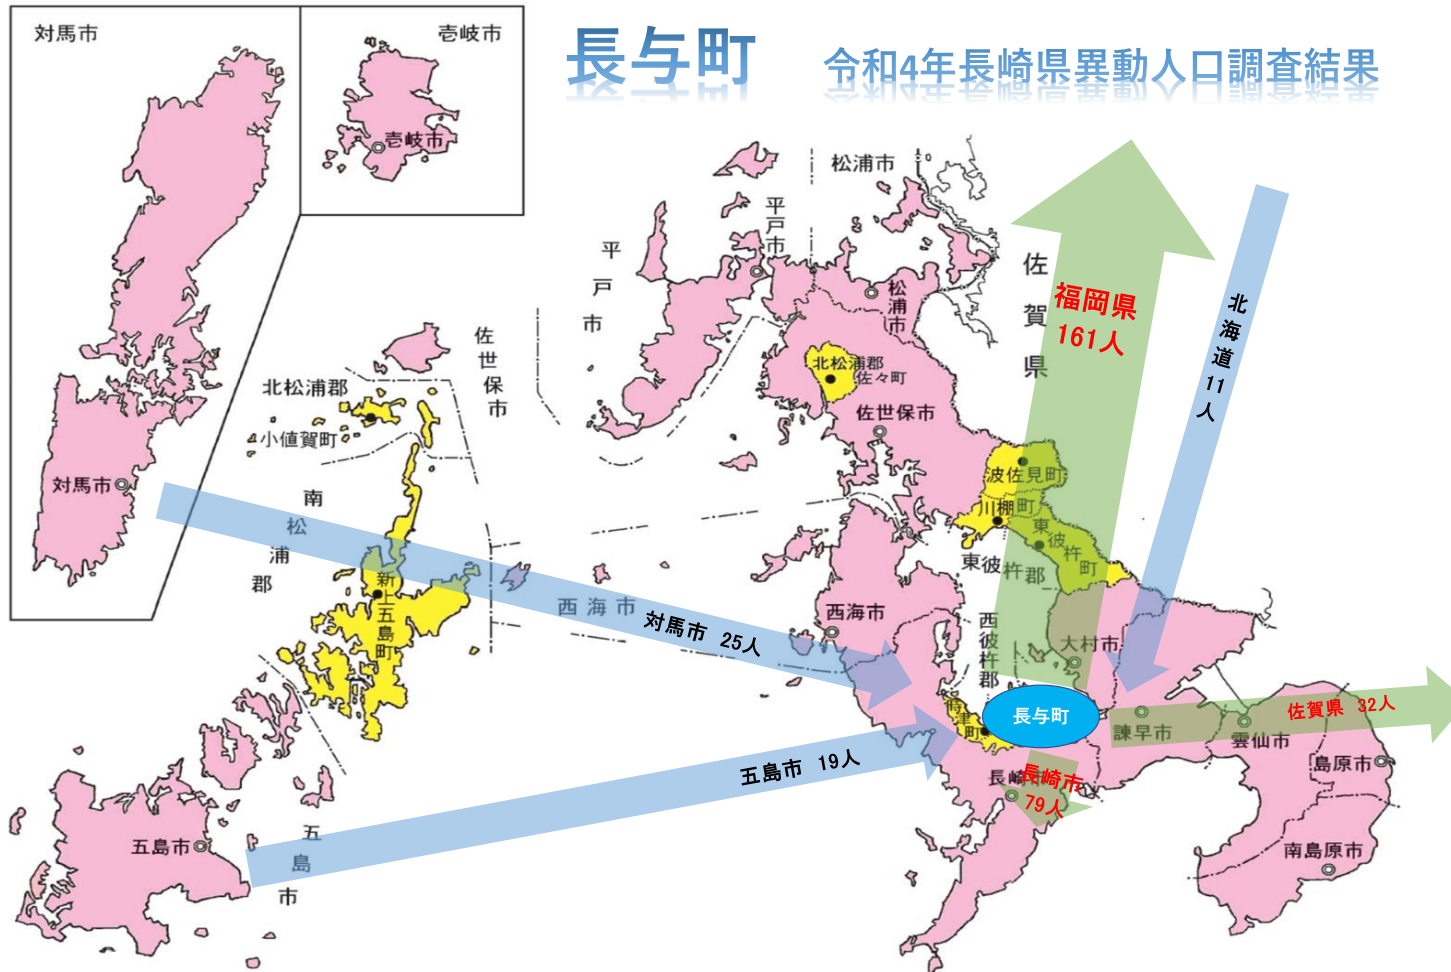 対馬市
壱岐市
長与町
令和4年長崎県異動人口調査結果
壱岐市
松浦市
平戸市
平戸市
佐賀県
松浦市
福岡県
161人
北海道 11人
佐世保市
北松浦郡
小値賀町
北松浦郡
佐々町
佐世保市
対馬市
南松浦郡
波佐見町
川棚町
東彼杵町
東彼杵郡
新上五島町
西海市
西海市
西彼杵郡
大村市
対馬市 25人
時津町
長与町
諫早市
佐賀県 32人
雲仙市
五島市 19人
長崎市
長崎市
79人
島原市
五島市
五島市
南島原市